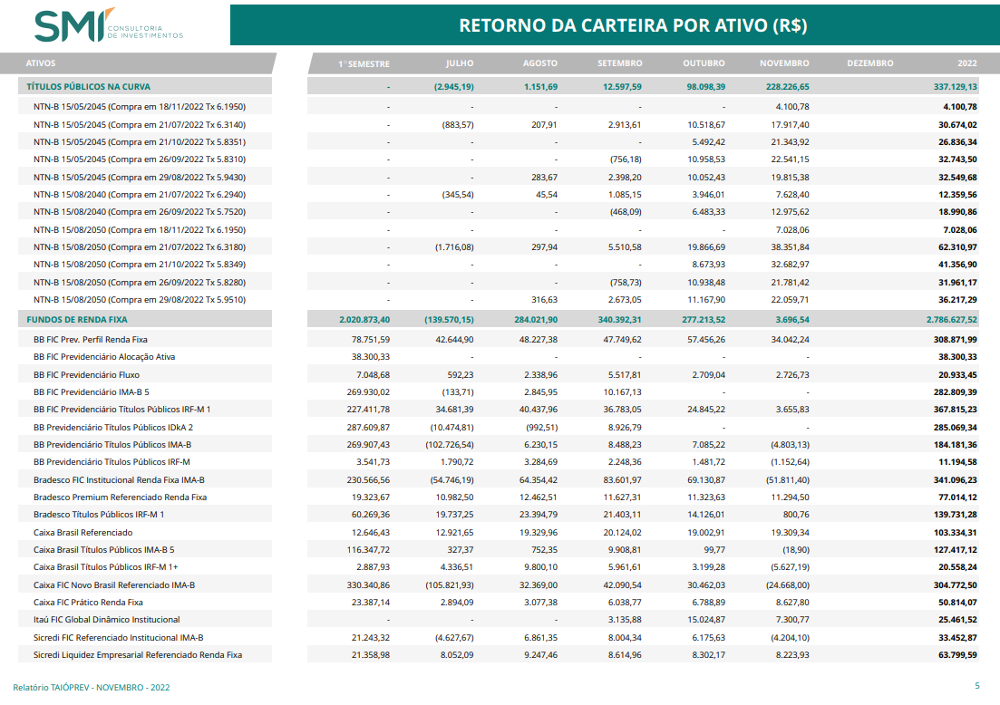 SMI CONSULTORIA DE INVESTIMENTOS
RETORNO DA CARTEIRA POR ATIVO (R$)
ATIVOS 1º SEMESTRE JULHO AGOSTO SETEMBRO OUTUBRO NOVEMBRO DEZEMBRO 2022
TÍTULOS PÚBLICOS NA CURVA - (2.945,19) 1.151,69 12.597,59 98.098,39 228.226,65 337.129,13
NTN-B 15/05/2045 (Compra em 18/11/2022 Tx 6.1950) - - - - - 4.100,78 4.100,78
NTN-B 15/05/2045 (Compra em 21/07/2022 Tx 6.3140) - (883,57) 207,91 2.913,61 10.518,67 17.917,40 30.674,02
NTN-B 15/05/2045 (Compra em 21/10/2022 Tx 5.8351) - - - - 5.492,42 21.343,92 26.836,34
NTN-B 15/05/2045 (Compra em 26/09/2022 Tx 5.8310) - - - (756,18) 10.958,53 22.541,15 32.743,50
NTN-B 15/05/2045 (Compra em 29/08/2022 Tx 5.9430) - - 283,67 2.398,20 10.052,43 19.815,38 32.549,68
NTN-B 15/08/2040 (Compra em 21/07/2022 Tx 6.2940) - (345,54) 45,54 1.085,15 3.946,01 7.628,40 12.359,56
NTN-B 15/08/2040 (Compra em 26/09/2022 Tx 5.7520) - - - (468,09) 6.483,33 12.975,62 18.990,86
NTN-B 15/08/2050 (Compra em 18/11/2022 Tx 6.1950) - - - - - 7.028,06 7.028,06
NTN-B 15/08/2050 (Compra em 21/07/2022 Tx 6.3180) - (1.716,08) 297,94 5.510,58 19.866,69 38.351,84 62.310,97
NTN-B 15/08/2050 (Compra em 21/10/2022 Tx 5.8349) - - - - 8.673,93 32.682,97 41.356,90
NTN-B 15/08/2050 (Compra em 26/09/2022 Tx 5.8280) - - - (758,73) 10.938,48 21.781,42 31.961,17
NTN-B 15/08/2050 (Compra em 29/08/2022 Tx 5.9510) - - 316,63 2.673,05 11.167,90 22.059,71 36.217,29
FUNDOS DE RENDA FIXA 2.020.873,40 (139.570,15) 284.021,90 340.392,31 277.213,52 3.696,54 2.786.627,52
BB FIC Prev. Perfil Renda Fixa 78.751,59 42.644,90 48.227,38 47.749,62 57.456,26 34.042,24 308.871,99
BB FIC Previdenciário Alocação Ativa 38.300,33 - - - - - 38.300,33
BB FIC Previdenciário Fluxo 7.048,68 592,23 2.338,96 5.517,81 2.709,04 2.726,73 20.933,45
BB FIC Previdenciário IMA-B 5 269.930,02 (133,71) 2.845,95 10.167,13 - - 282.809,39
BB FIC Previdenciário Títulos Públicos IRF-M 1 227.411,78 34.681,39 40.437,96 36.783,05 24.845,22 3.655,83 367.815,23
BB Previdenciário Títulos Públicos IDkA 2 287.609,87 (10.474,81) (992,51) 8.926,79 - - 285.069,34
BB Previdenciário Títulos Públicos IMA-B 269.907,43 (102.726,54) 6.230,15 8.488,23 7.085,22 (4.803,13) 184.181,36
BB Previdenciário Títulos Públicos IRF-M 3.541,73 1.790,72 3.284,69 2.248,36 1.481,72 (1.152,64) 11.194,58
Bradesco FIC Institucional Renda Fixa IMA-B 230.566,56 (54.746,19) 64.354,42 83.601,97 69.130,87 (51.811,40) 341.096,23
Bradesco Premium Referenciado Renda Fixa 19.323,67 10.982,50 12.462,51 11.627,31 11.323,63 11.294,50 77.014,12
Bradesco Títulos Públicos IRF-M 1 60.269,36 19.737,25 23.394,79 21.403,11 14.126,01 800,76 139.731,28
Caixa Brasil Referenciado 12.646,43 12.921,65 19.329,96 20.124,02 19.002,91 19.309,34 103.334,31
Caixa Brasil Títulos Públicos IMA-B 5 116.347,72 327,37 752,35 9.908,81 99,77 (18,90) 127.417,12
Caixa Brasil Títulos Públicos IRF-M 1+ 2.887,93 4.336,51 9.800,10 5.961,61 3.199,28 (5.627,19) 20.558,24
Caixa FIC Novo Brasil Referenciado IMA-B 330.340,86 (105.821,93) 32.369,00 42.090,54 30.462,03 (24.668,00) 304.772,50
Caixa FIC Prático Renda Fixa 23.387,14 2.894,09 3.077,38 6.038,77 6.788,89 8.627,80 50.814,07
Itaú FIC Global Dinâmico Institucional - - - 3.135,88 15.024,87 7.300,77 25.461,52
Sicredi FIC Referenciado Institucional IMA-B 21.243,32 (4.627,67) 6.861,35 8.004,34 6.175,63 (4.204,10) 33.452,87
Sicredi Liquidez Empresarial Referenciado Renda Fixa 21.358,98 8.052,09 9.247,46 8.614,96 8.302,17 8.223,93 63.799,59
Relatório TAIÓPREV - NOVEMBRO - 2022 5